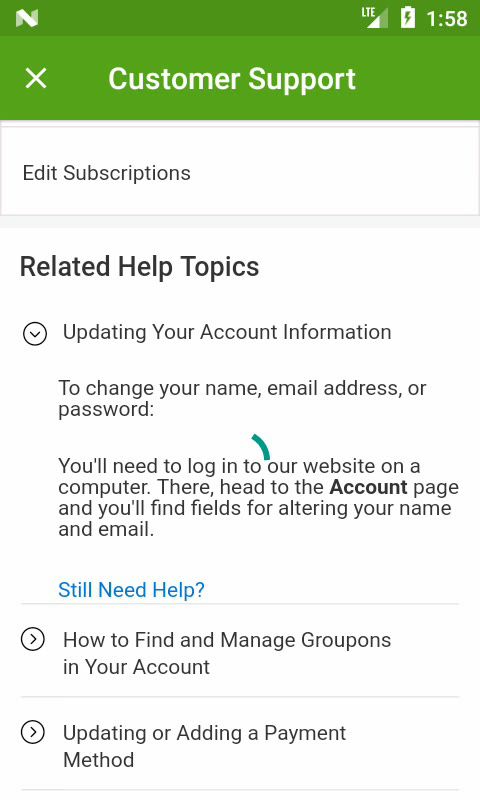 LTE 1:58
Customer Support
Edit Subscriptions
Related Help Topics
Updating Your Account Information
To change your name, email address, or
password:
You'll need to log in to our website on a
computer. There, head to the Account page
and you'll find fields for altering your name
and email.
Still Need Help?
How to Find and Manage Groupons
in Your Account
Updating or Adding a Payment
Method